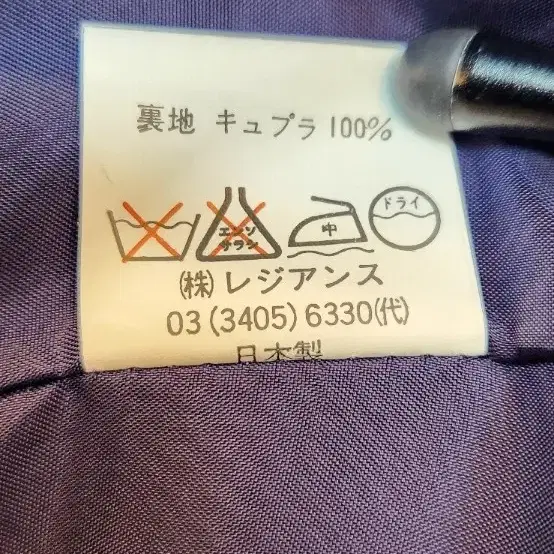 裏地 キュプラ 100%
エンソ サラシ 中 ドライ
(株)レジアンス
03(3405)6330(代)
日本製